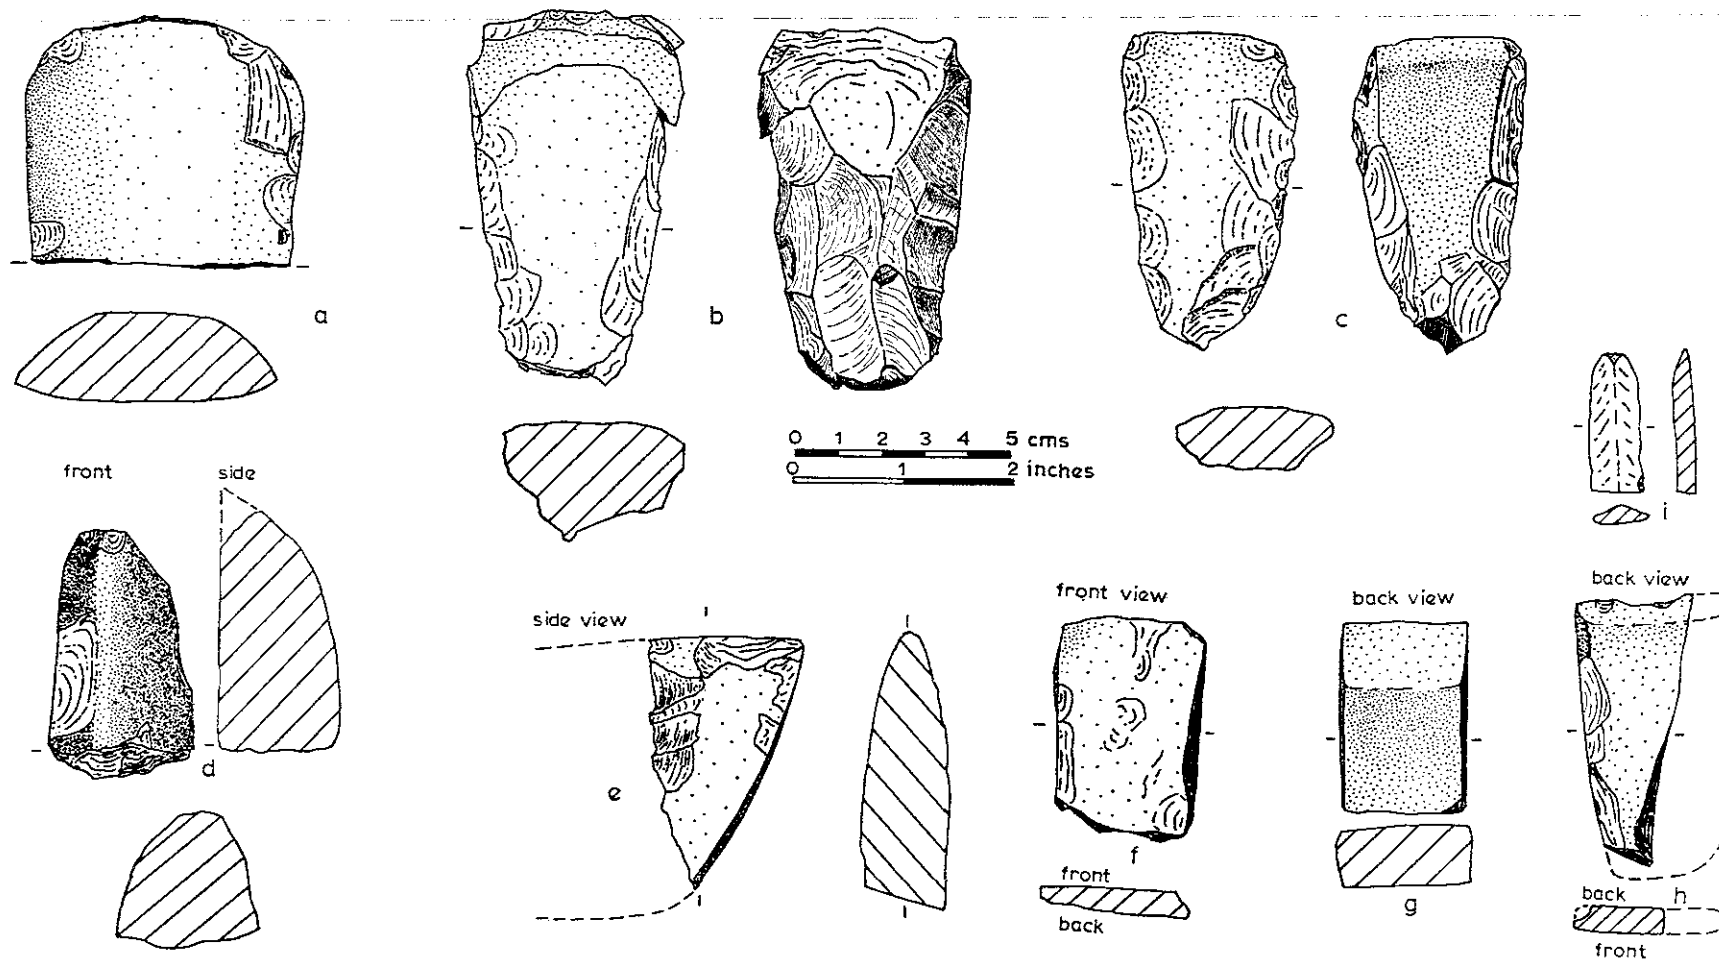 a
b
c
0 1 2 3 4 5 cms
0 1 2 inches
i
front
side
d
side view
e
front view
f
front
back
back view
g
back view
h
back
front